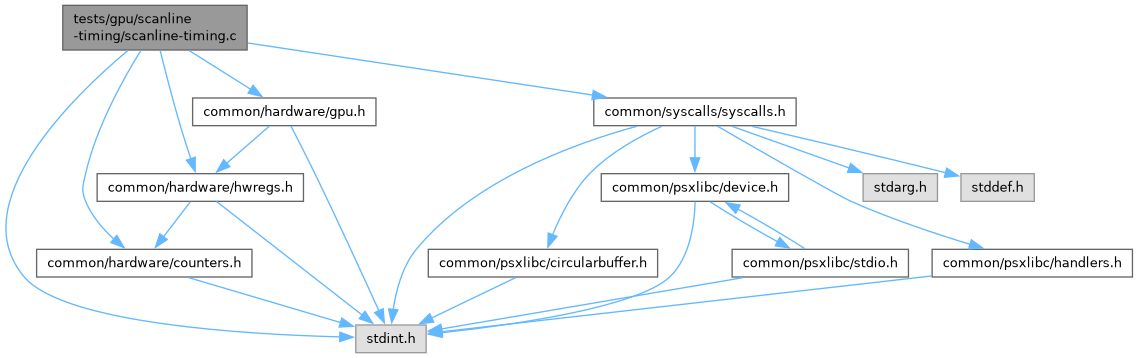 tests/gpu/scanline
-timing/scanline-timing.c
common/hardware/gpu.h
common/syscalls/syscalls.h
common/hardware/hwregs.h
common/psxlibc/device.h
stdarg.h
stddef.h
common/hardware/counters.h
common/psxlibc/circularbuffer.h
common/psxlibc/stdio.h
common/psxlibc/handlers.h
stdint.h